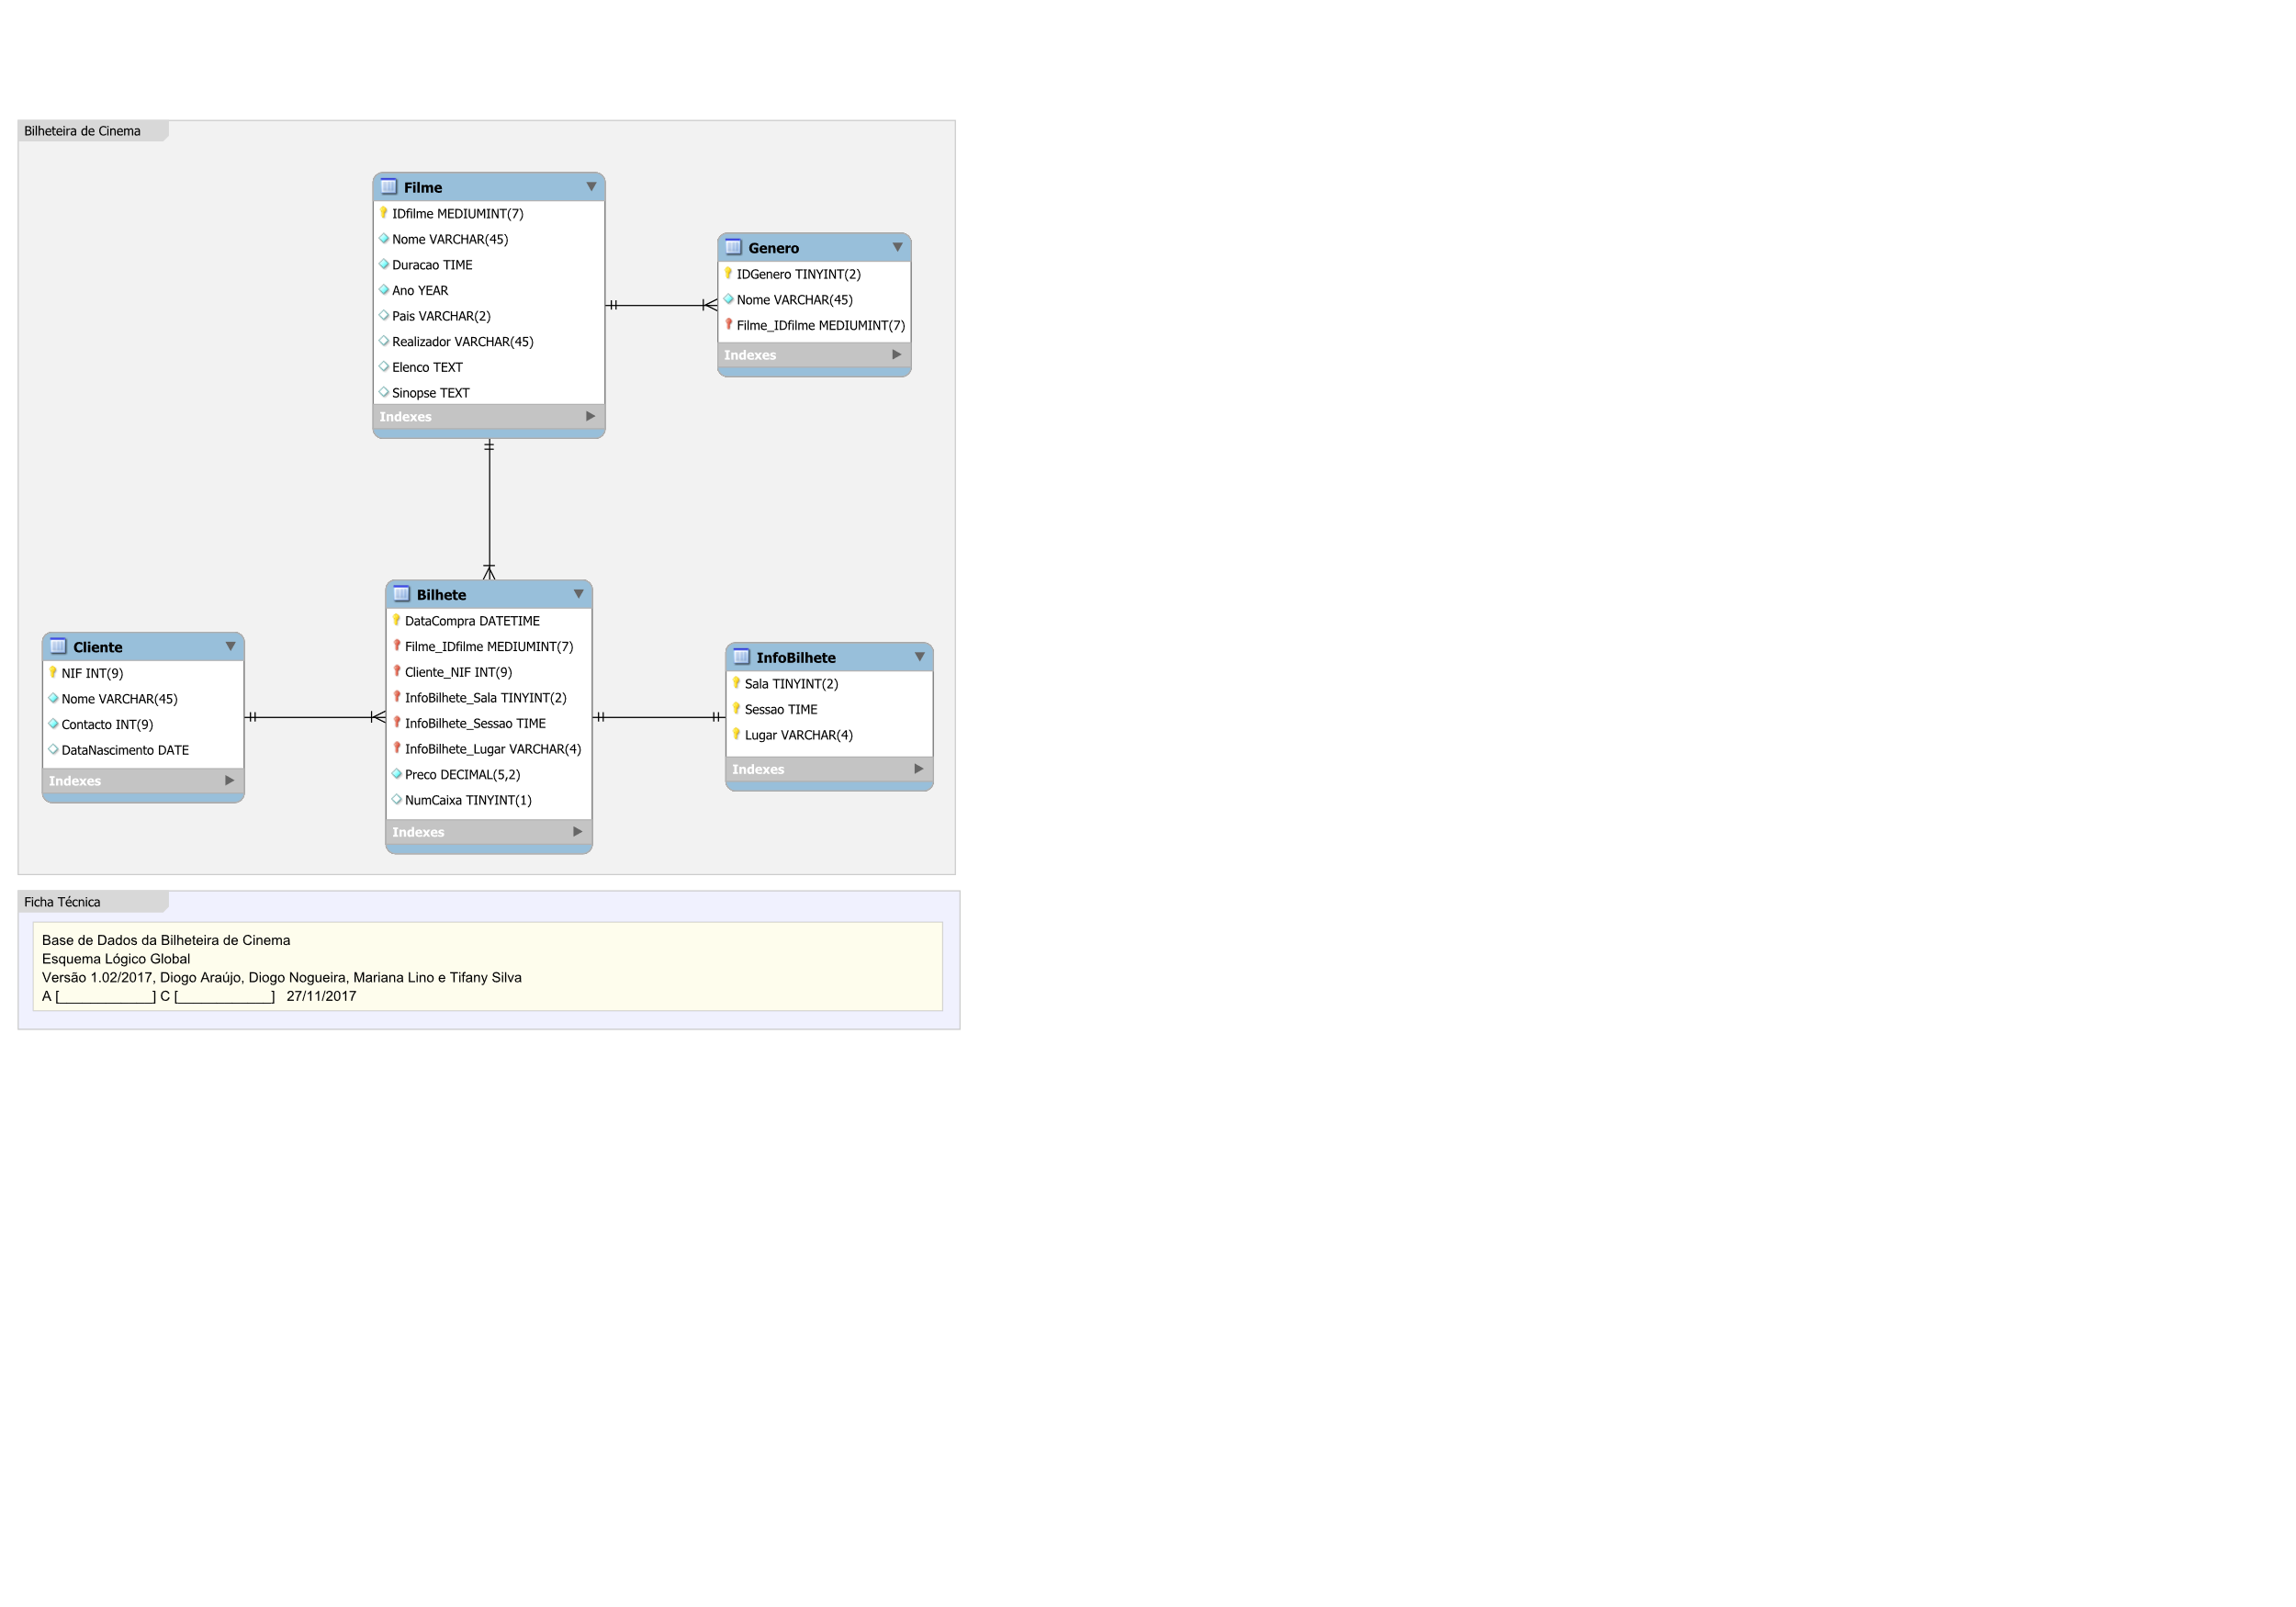 Bilheteira de Cinema
Filme
IDfilme MEDIUMINT(7)
Nome VARCHAR(45)
Duracao TIME
Ano YEAR
Pais VARCHAR(2)
Realizador VARCHAR(45)
Elenco TEXT
Sinopse TEXT
Indexes
Genero
IDGenero TINYINT(2)
Nome VARCHAR(45)
Filme_IDfilme MEDIUMINT(7)
Indexes
Cliente
NIF INT(9)
Nome VARCHAR(45)
Contacto INT(9)
DataNascimento DATE
Indexes
Bilhete
DataCompra DATETIME
Filme_IDfilme MEDIUMINT(7)
Cliente_NIF INT(9)
InfoBilhete_Sala TINYINT(2)
InfoBilhete_Sessao TIME
InfoBilhete_Lugar VARCHAR(4)
Preco DECIMAL(5,2)
NumCaixa TINYINT(1)
Indexes
InfoBilhete
Sala TINYINT(2)
Sessao TIME
Lugar VARCHAR(4)
Indexes
Ficha Técnica
Base de Dados da Bilheteira de Cinema
Esquema Lógico Global
Versão 1.02/2017, Diogo Araújo, Diogo Nogueira, Mariana Lino e Tifany Silva
A [____________] C [____________] 27/11/2017